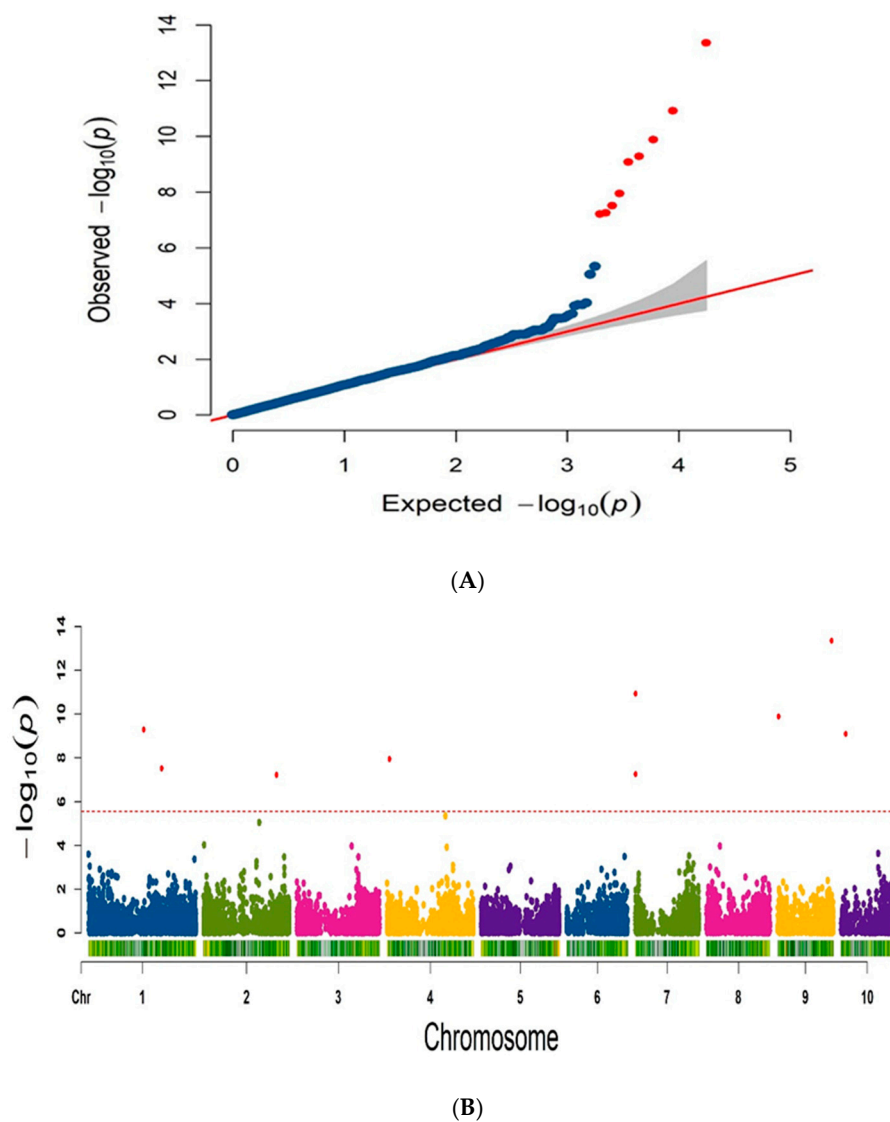 14
12
10
8
6
4
2
0
Observed −log₁₀(p)
0 1 2 3 4 5
Expected −log₁₀(p)
(A)
14
12
10
8
6
4
2
0
−log₁₀(p)
Chr 1 2 3 4 5 6 7 8 9 10
Chromosome
(B)